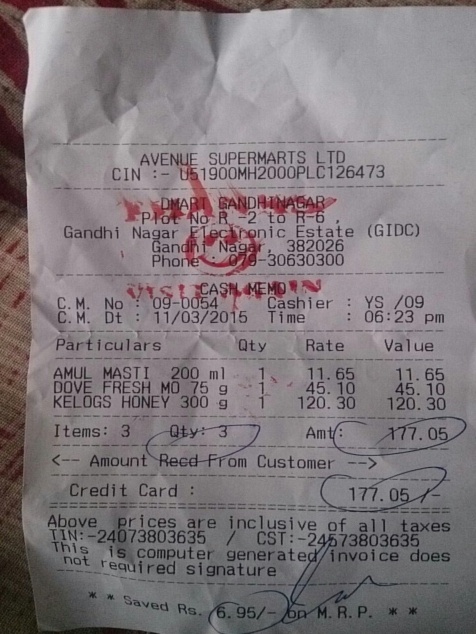 AVENUE SUPERMARTS LTD
CIN :- U51900MH2000PLC126473
DMART GANDHINAGAR
Plot No R -2 to R-6 ,
Gandhi Nagar Electronic Estate (GIDC)
Gandhi Nagar, 382026
Phone : 079-30630300
CASH MEMO
VISIT AGAIN
C.M. No : 09-0054 Cashier : YS /09
C.M. Dt : 11/03/2015 Time : 06:23 pm
Particulars Qty Rate Value
AMUL MASTI 200 ml 1 11.65 11.65
DOVE FRESH MO 75 g 1 45.10 45.10
KELOGS HONEY 300 g 1 120.30 120.30
Items: 3 Qty: 3 Amt: 177.05
<-- Amount Recd From Customer -->
Credit Card : 177.05 /-
Above prices are inclusive of all taxes
TIN:-24073803635 / CST:-24573803635
This is computer generated invoice does
not required signature
* * Saved Rs. 6.95/- on M.R.P. * *